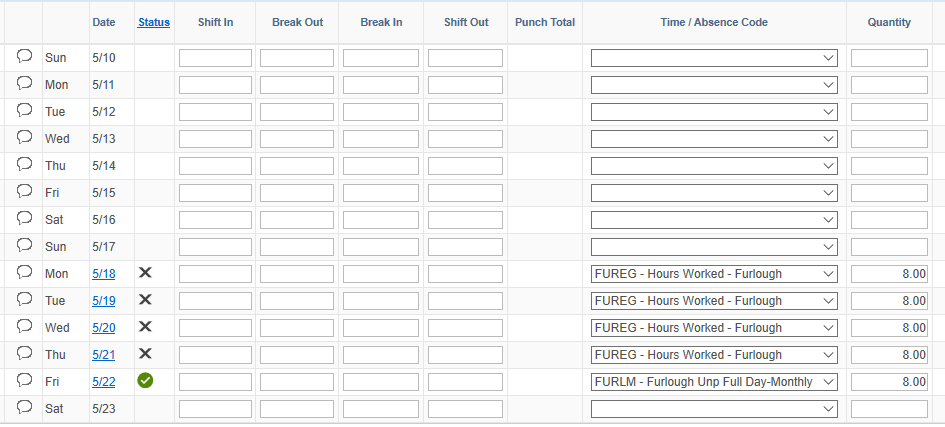 Date Status Shift In Break Out Break In Shift Out Punch Total Time / Absence Code Quantity
Sun 5/10
Mon 5/11
Tue 5/12
Wed 5/13
Thu 5/14
Fri 5/15
Sat 5/16
Sun 5/17
Mon 5/18 FUREG - Hours Worked - Furlough 8.00
Tue 5/19 FUREG - Hours Worked - Furlough 8.00
Wed 5/20 FUREG - Hours Worked - Furlough 8.00
Thu 5/21 FUREG - Hours Worked - Furlough 8.00
Fri 5/22 FURLM - Furlough Unp Full Day-Monthly 8.00
Sat 5/23